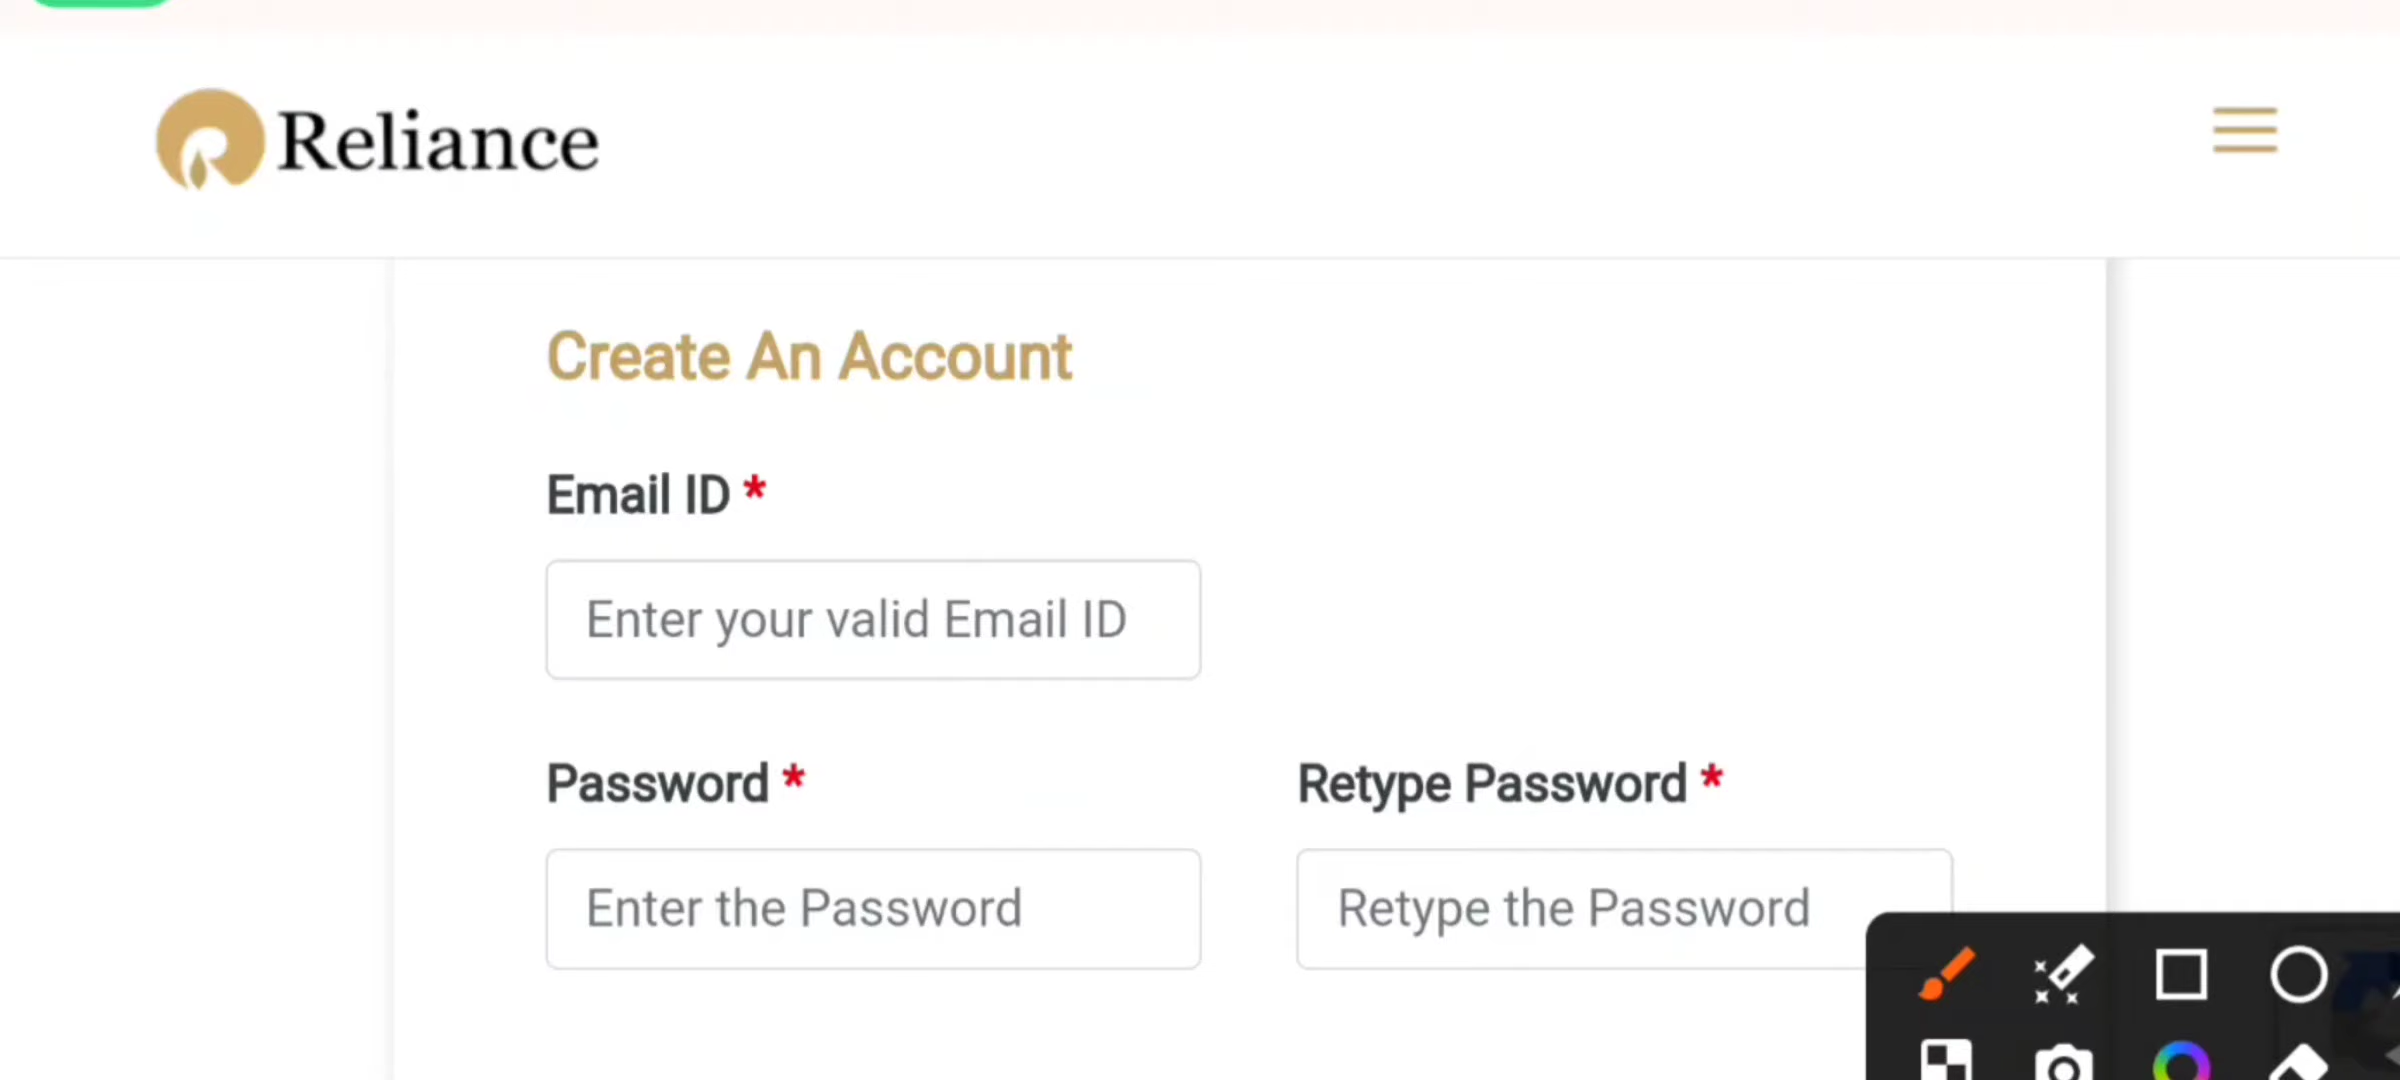 Reliance
Create An Account
Email ID *
Enter your valid Email ID
Password *
Retype Password *
Enter the Password
Retype the Password